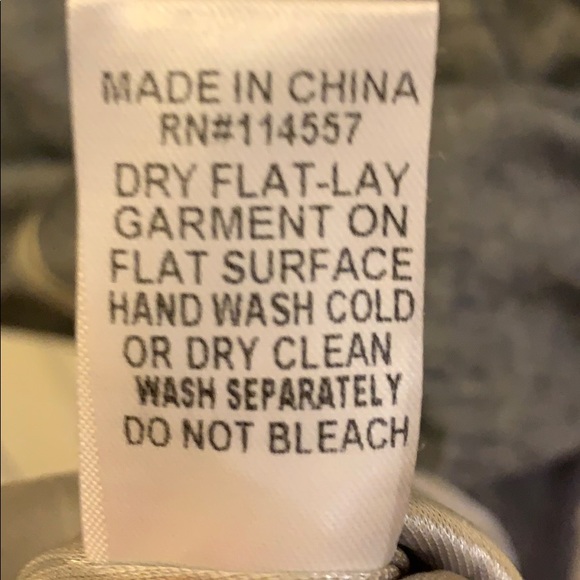 MADE IN CHINA
RN#114557
DRY FLAT-LAY
GARMENT ON
FLAT SURFACE
HAND WASH COLD
OR DRY CLEAN
WASH SEPARATELY
DO NOT BLEACH